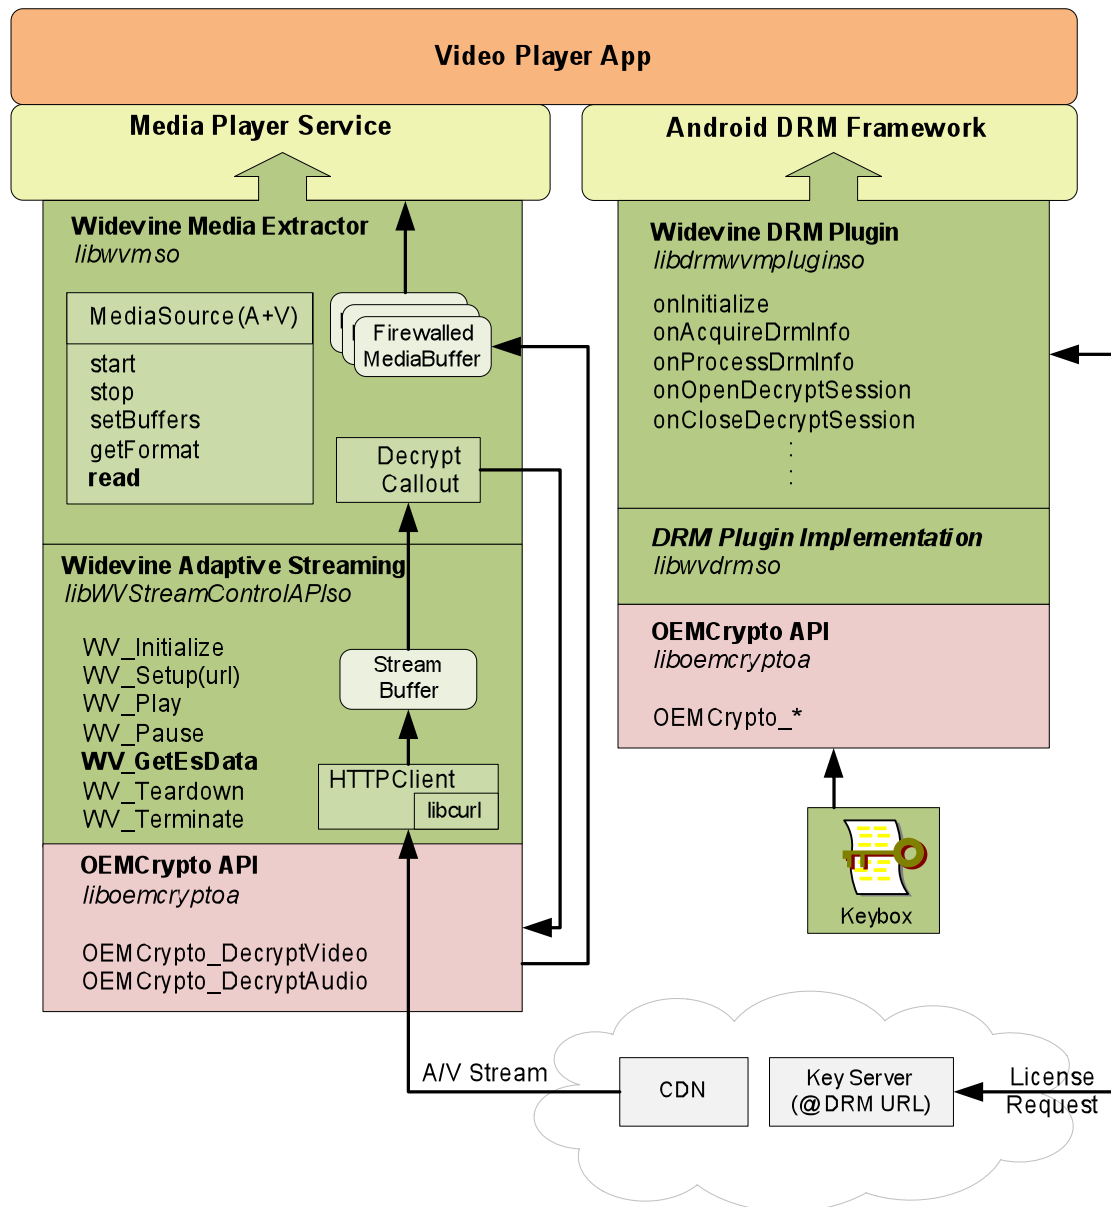 Video Player App
Media Player Service
Widevine Media Extractor
libwvm so
MediaSource (A+V)
start
stop
setBuffers
getFormat
read
Firewalled
MediaBuffer
Decrypt
Callout
Widevine Adaptive Streaming
libWVStreamControlAPI so
WV_Initialize
WV_Setup(url)
WV_Play
WV_Pause
WV_GetEsData
WV_Teardown
WV_Terminate
Stream
Buffer
HTTPClient
libcurl
OEMCrypto API
liboemcrypto a
OEMCrypto_DecryptVideo
OEMCrypto_DecryptAudio
Android DRM Framework
Widevine DRM Plugin
libdrmwvmplugin.so
onInitialize
onAcquireDrmInfo
onProcessDrmInfo
onOpenDecryptSession
onCloseDecryptSession
.
.
.
.
DRM Plugin Implementation
libwvdrm so
OEMCrypto API
liboemcrypto a
OEMCrypto_*
Keybox
A/V Stream
CDN
Key Server
(@DRM URL)
License
Request